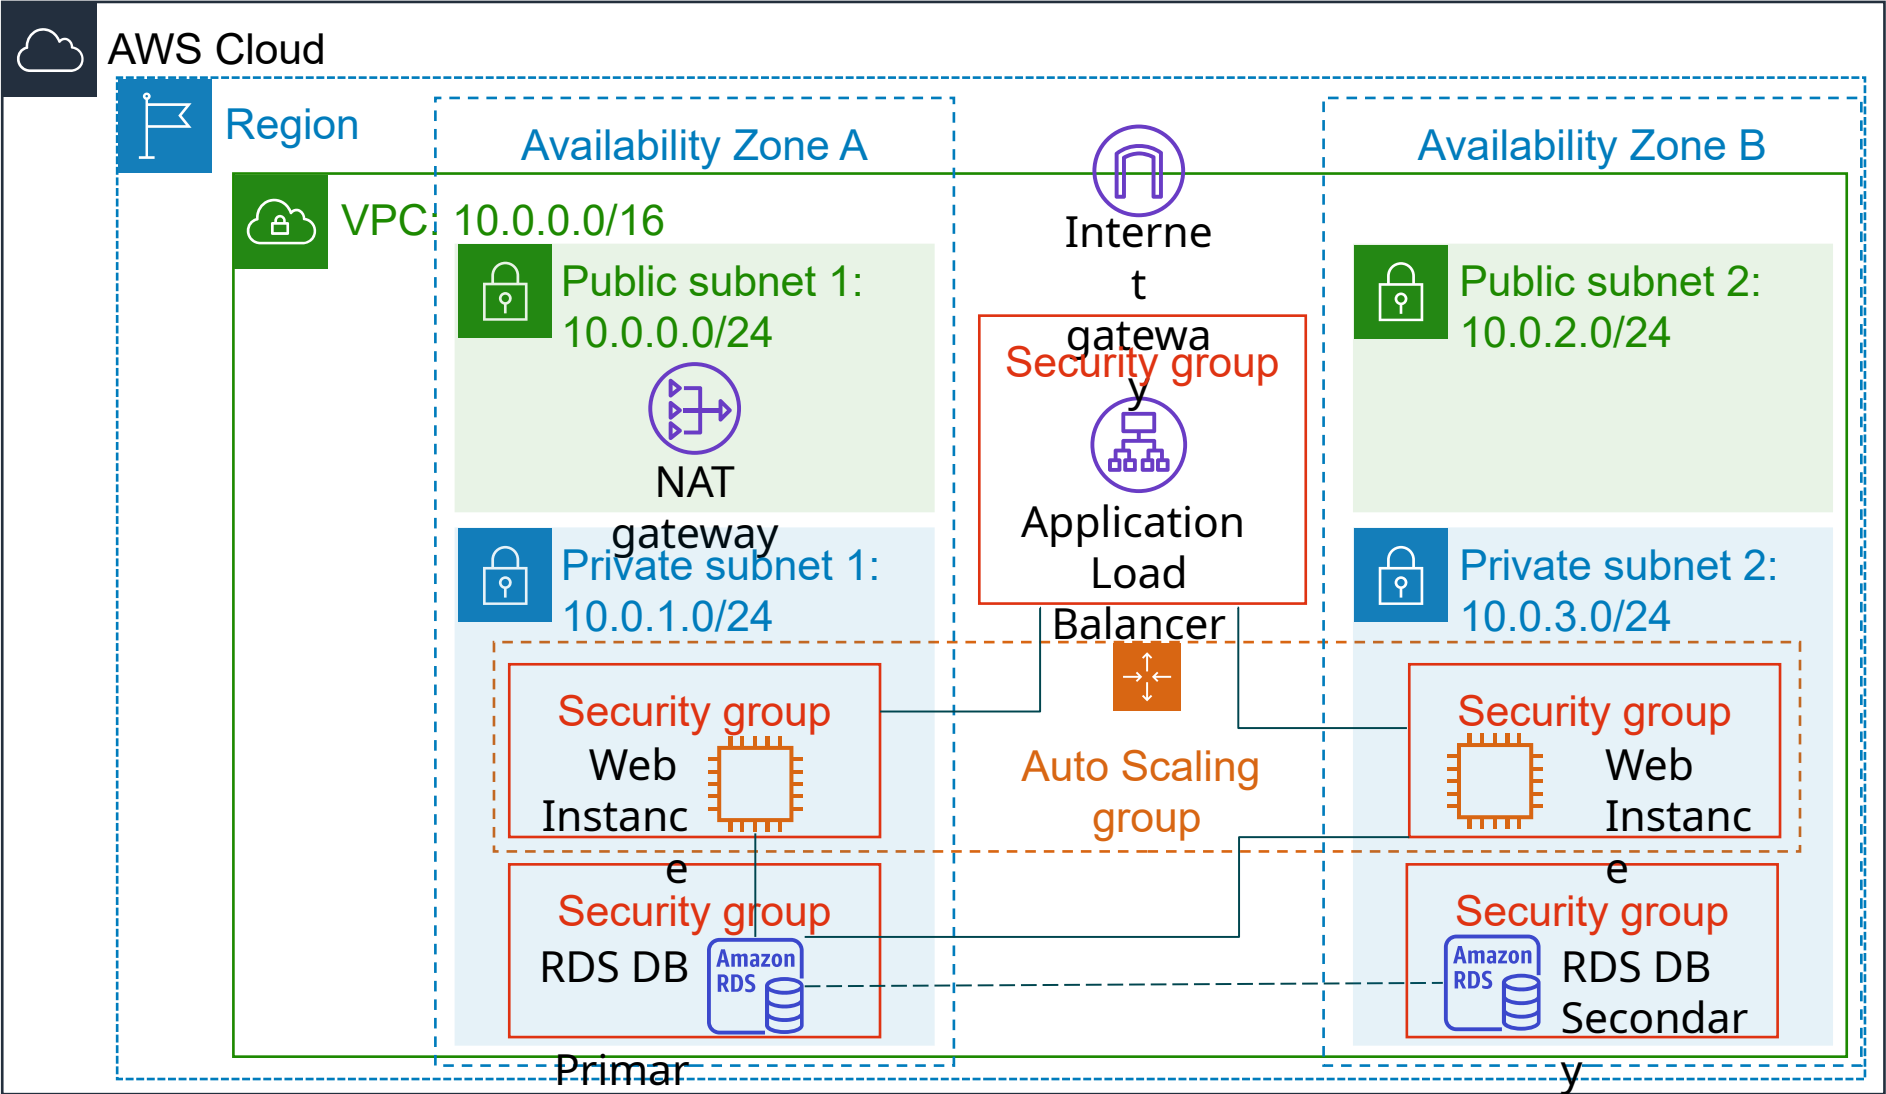 AWS Cloud
Region
Availability Zone A
Availability Zone B
VPC: 10.0.0.0/16
Interne
t
gatewa
y
Public subnet 1:
10.0.0.0/24
NAT
gateway
Security group
Application
Load
Balancer
Public subnet 2:
10.0.2.0/24
Private subnet 1:
10.0.1.0/24
Private subnet 2:
10.0.3.0/24
Security group
Web
Instanc
e
Auto Scaling
group
Security group
Web
Instanc
e
Security group
RDS DB
Primar
Amazon
RDS
Security group
Amazon
RDS
RDS DB
Secondar
y